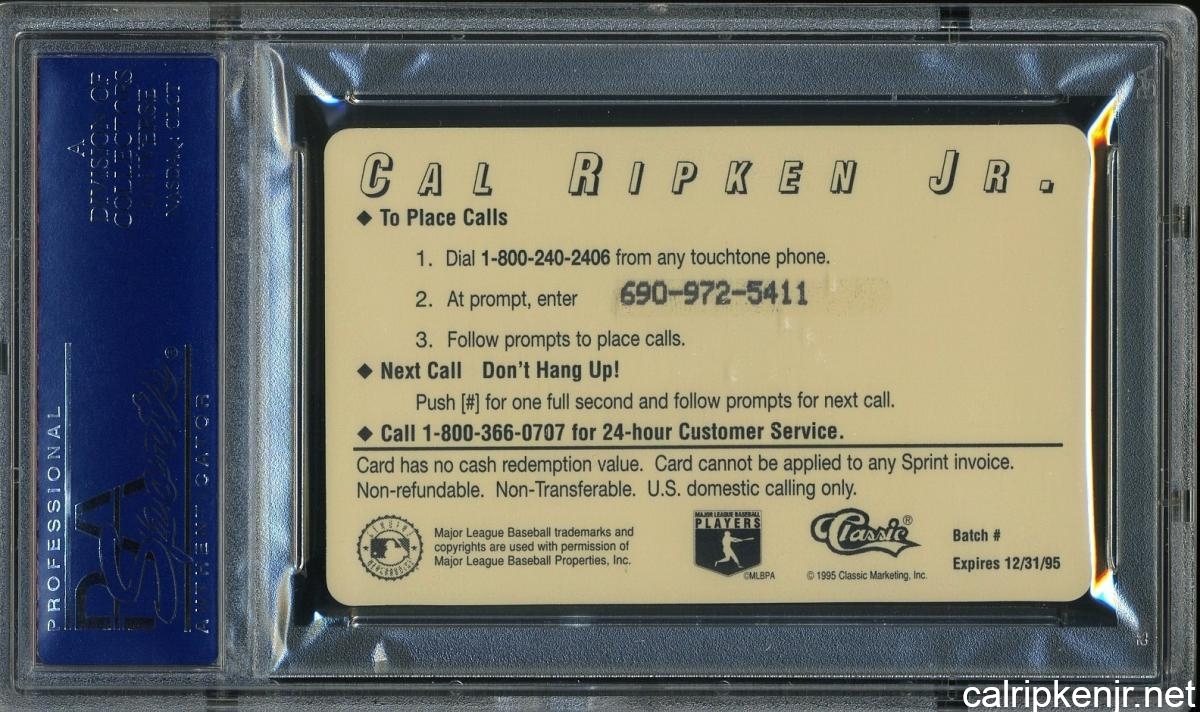 A
DIVISION OF
COLLECTORS
UNIVERSE
NASDAQ: CLCT
PROFESSIONAL
PSA
AUTHENTICATOR
CAL RIPKEN JR.
◆ To Place Calls
1. Dial 1-800-240-2406 from any touchtone phone.
2. At prompt, enter 690-972-5411
3. Follow prompts to place calls.
◆ Next Call Don't Hang Up!
Push [#] for one full second and follow prompts for next call.
◆ Call 1-800-366-0707 for 24-hour Customer Service.
Card has no cash redemption value. Card cannot be applied to any Sprint invoice.
Non-refundable. Non-Transferable. U.S. domestic calling only.
GENUINE
MERCHANDISE
Major League Baseball trademarks and
copyrights are used with permission of
Major League Baseball Properties, Inc.
MAJOR LEAGUE BASEBALL
PLAYERS
©MLBPA
Classic®
© 1995 Classic Marketing, Inc.
Batch #
Expires 12/31/95
calripkenjr.net